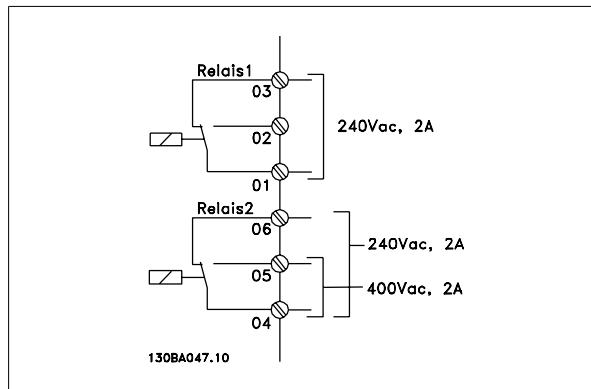 Relais1
03
02
240Vac, 2A
01
Relais2
06
240Vac, 2A
05
400Vac, 2A
04
130BA047.10